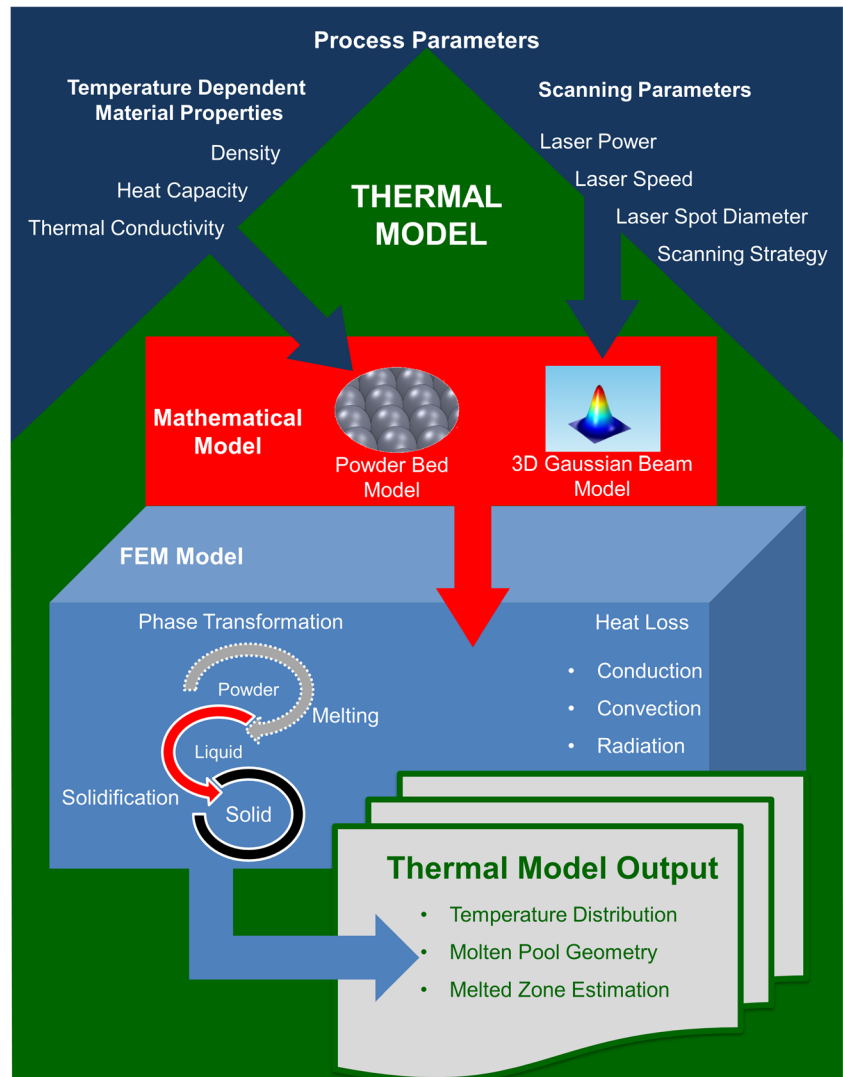 Process Parameters
Temperature Dependent
Material Properties
Density
Heat Capacity
Thermal Conductivity
Scanning Parameters
Laser Power
Laser Speed
Laser Spot Diameter
Scanning Strategy
THERMAL
MODEL
Mathematical
Model
Powder Bed
Model
3D Gaussian Beam
Model
FEM Model
Phase Transformation
Powder
Melting
Liquid
Solidification
Solid
Heat Loss
• Conduction
• Convection
• Radiation
Thermal Model Output
• Temperature Distribution
• Molten Pool Geometry
• Melted Zone Estimation